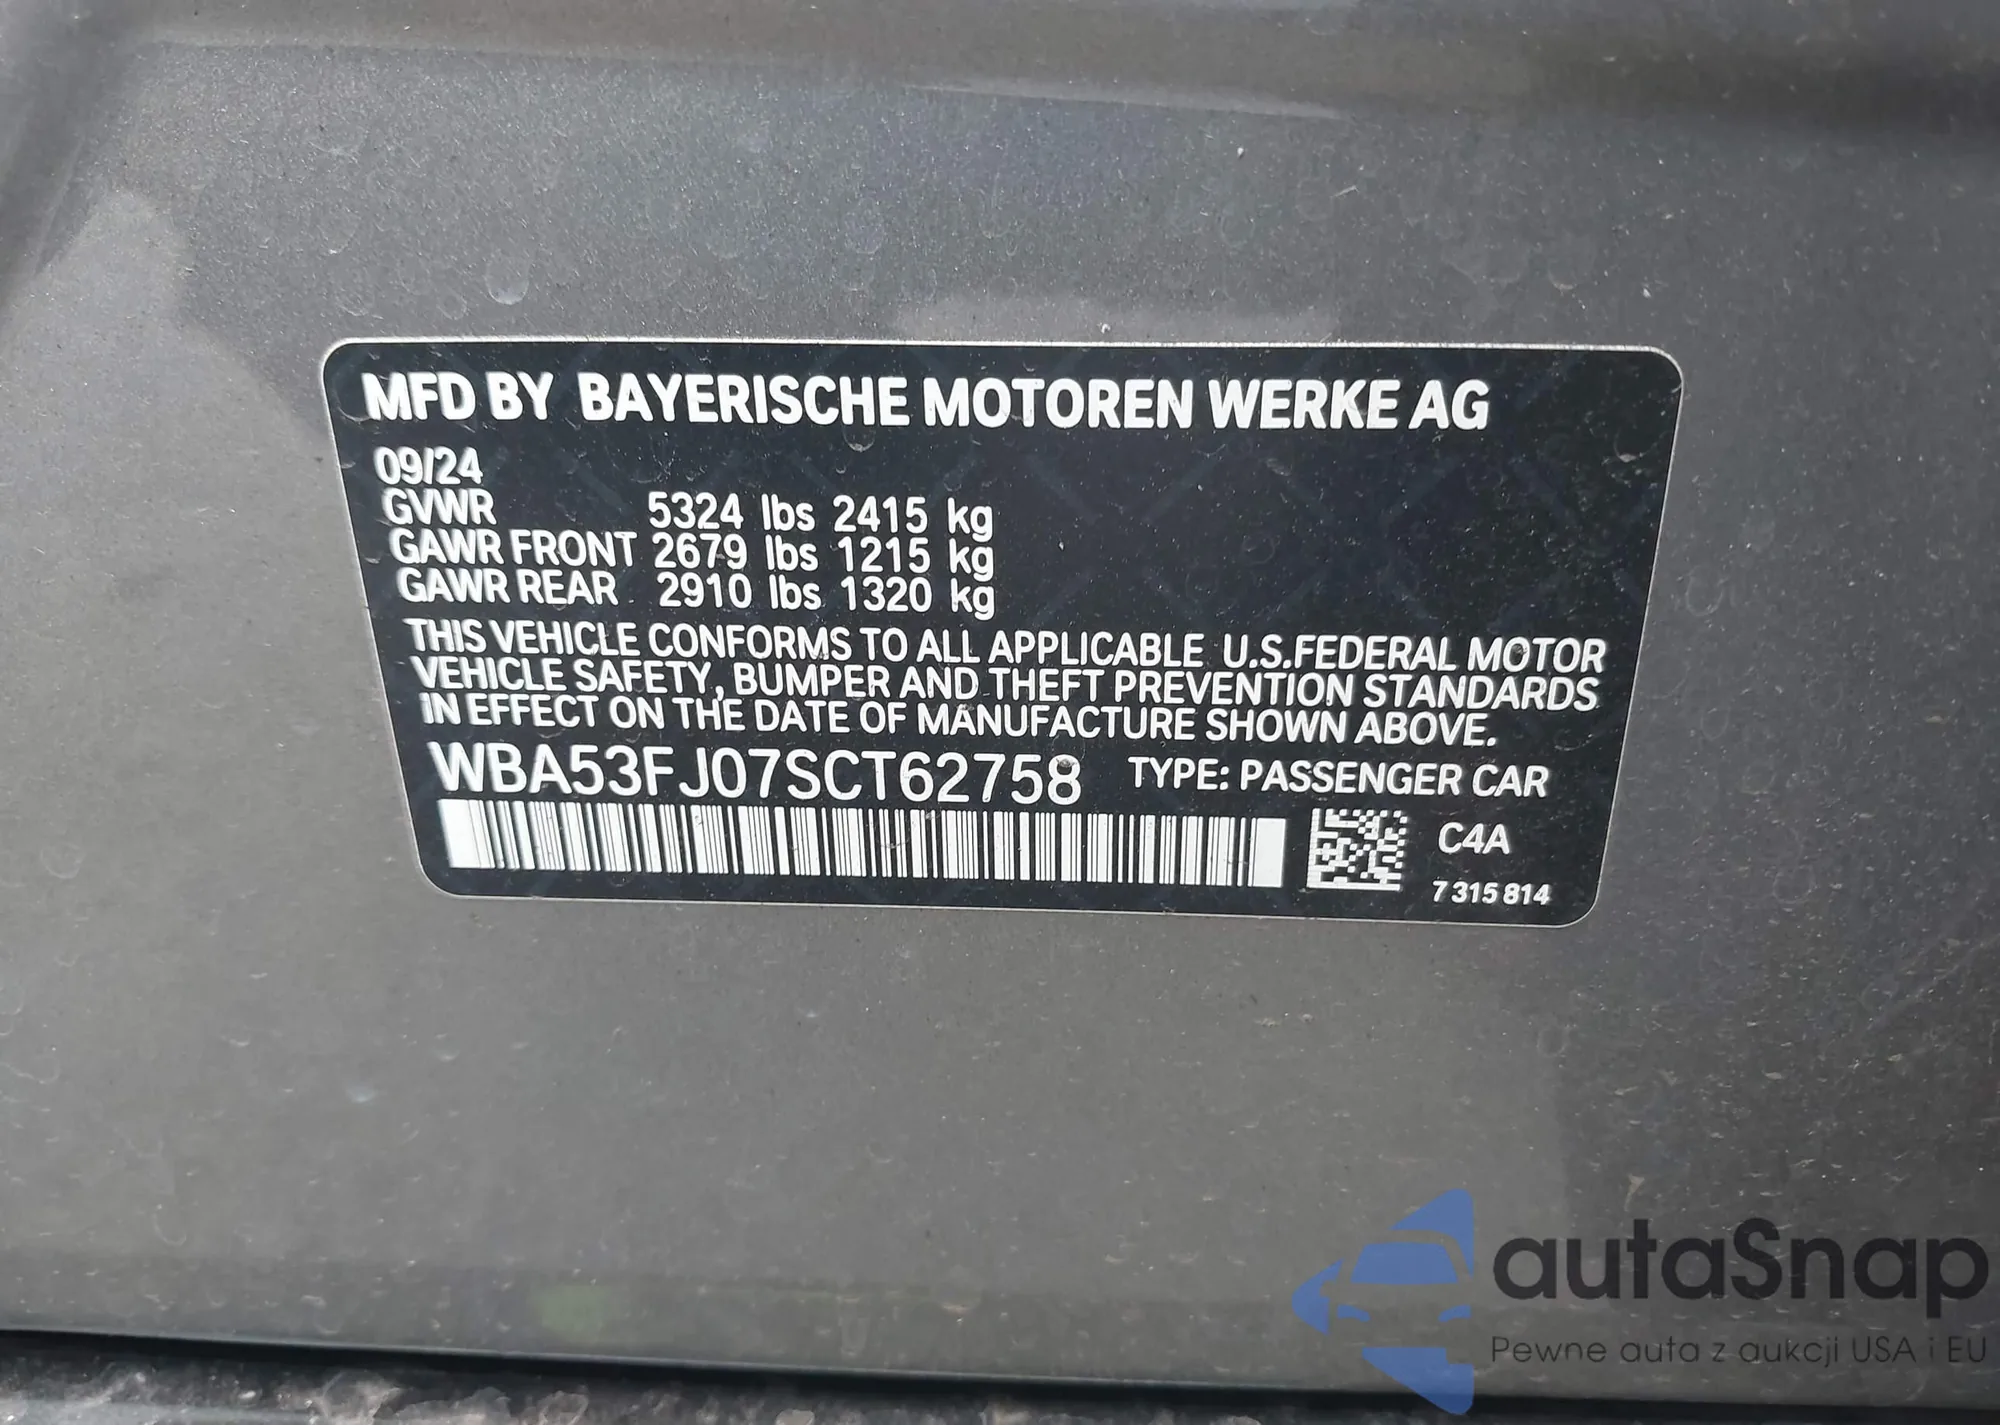 MFD BY BAYERISCHE MOTOREN WERKE AG
09/24
GVWR 5324 lbs 2415 kg
GAWR FRONT 2679 lbs 1215 kg
GAWR REAR 2910 lbs 1320 kg
THIS VEHICLE CONFORMS TO ALL APPLICABLE U.S.FEDERAL MOTOR
VEHICLE SAFETY, BUMPER AND THEFT PREVENTION STANDARDS
IN EFFECT ON THE DATE OF MANUFACTURE SHOWN ABOVE.
WBA53FJ07SCT62758 TYPE: PASSENGER CAR
C4A
7 315 814
autaSnap
Pewne auta z aukcji USA i EU